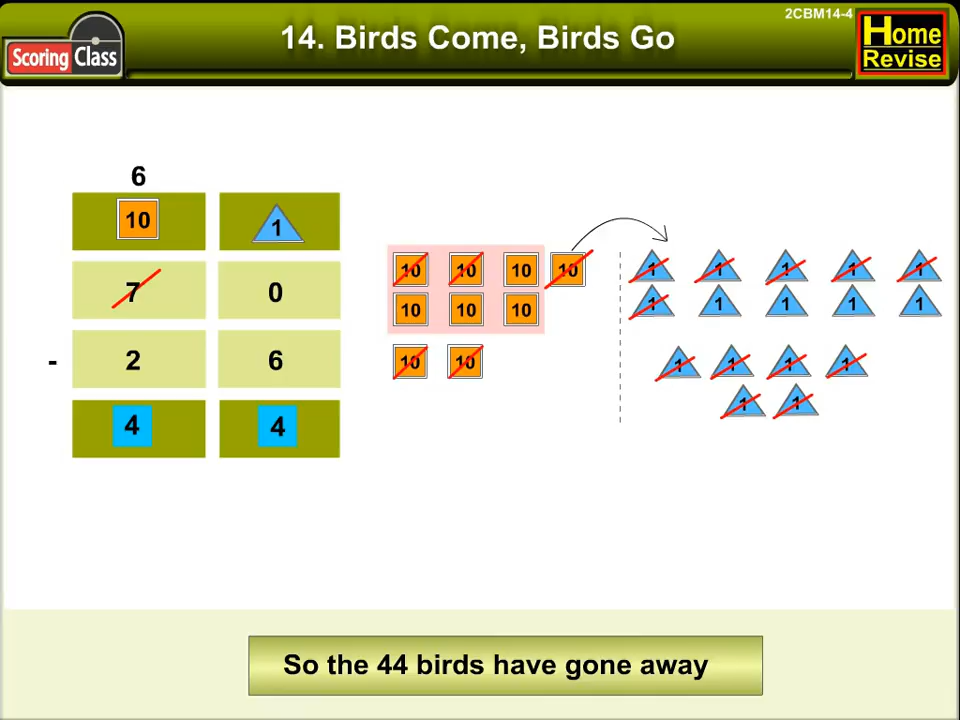 2CBM14-4
Scoring Class
14. Birds Come, Birds Go
Home
Revise
6
10 1
7 0
- 2 6
4 4
10 10 10 10
10 10 10
10 10
1 1 1 1 1
1 1 1 1 1
1 1 1 1
1 1
So the 44 birds have gone away